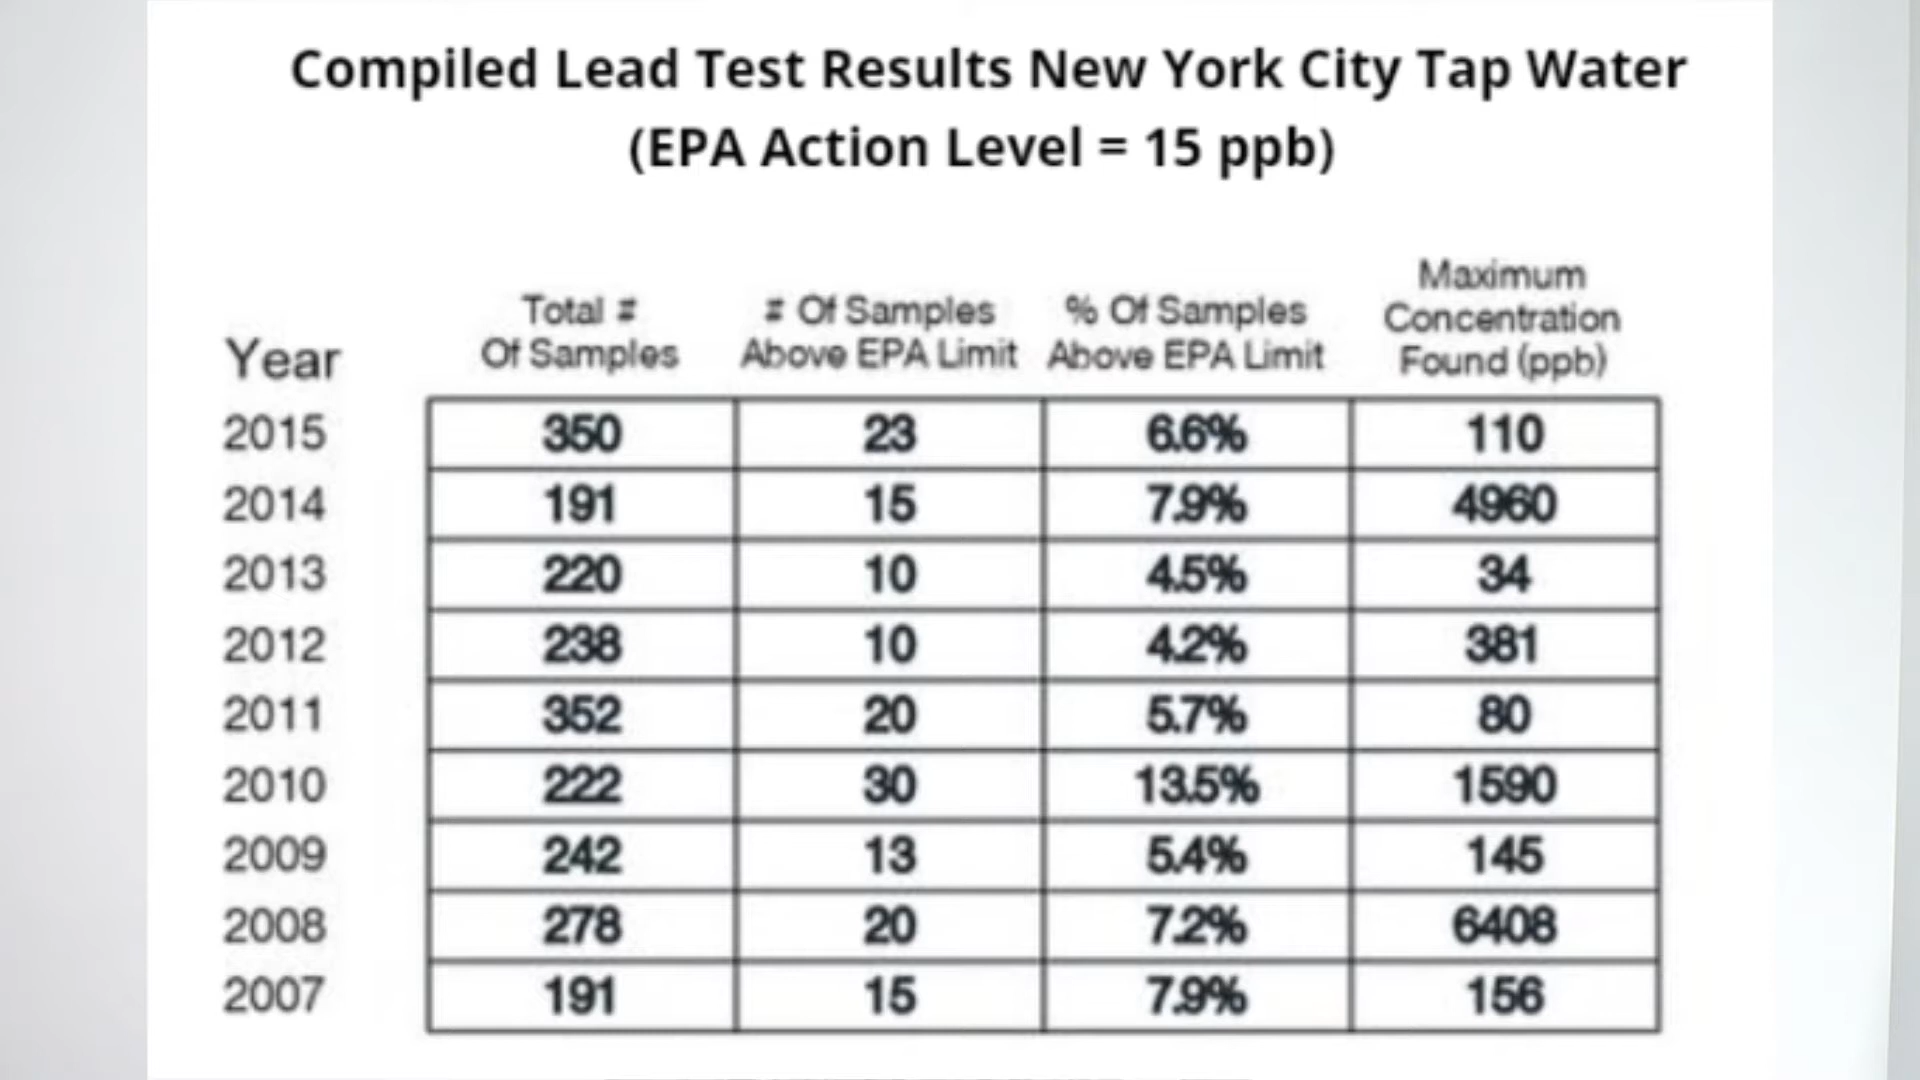 Compiled Lead Test Results New York City Tap Water
(EPA Action Level = 15 ppb)
Year Total # Of Samples # Of Samples Above EPA Limit % Of Samples Above EPA Limit Maximum Concentration Found (ppb)
2015 350 23 6.6% 110
2014 191 15 7.9% 4960
2013 220 10 4.5% 34
2012 238 10 4.2% 381
2011 352 20 5.7% 80
2010 222 30 13.5% 1590
2009 242 13 5.4% 145
2008 278 20 7.2% 6408
2007 191 15 7.9% 156